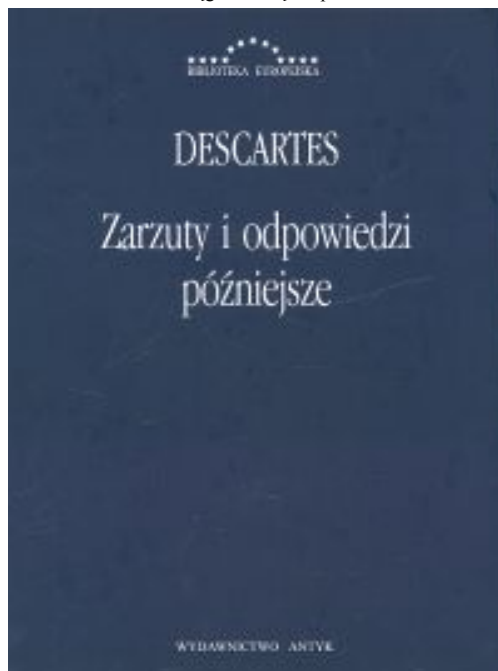 BIBLIOTEKA EUROPEJSKA
DESCARTES
Zarzuty i odpowiedzi
późniejsze
WYDAWNICTWO ANTYK